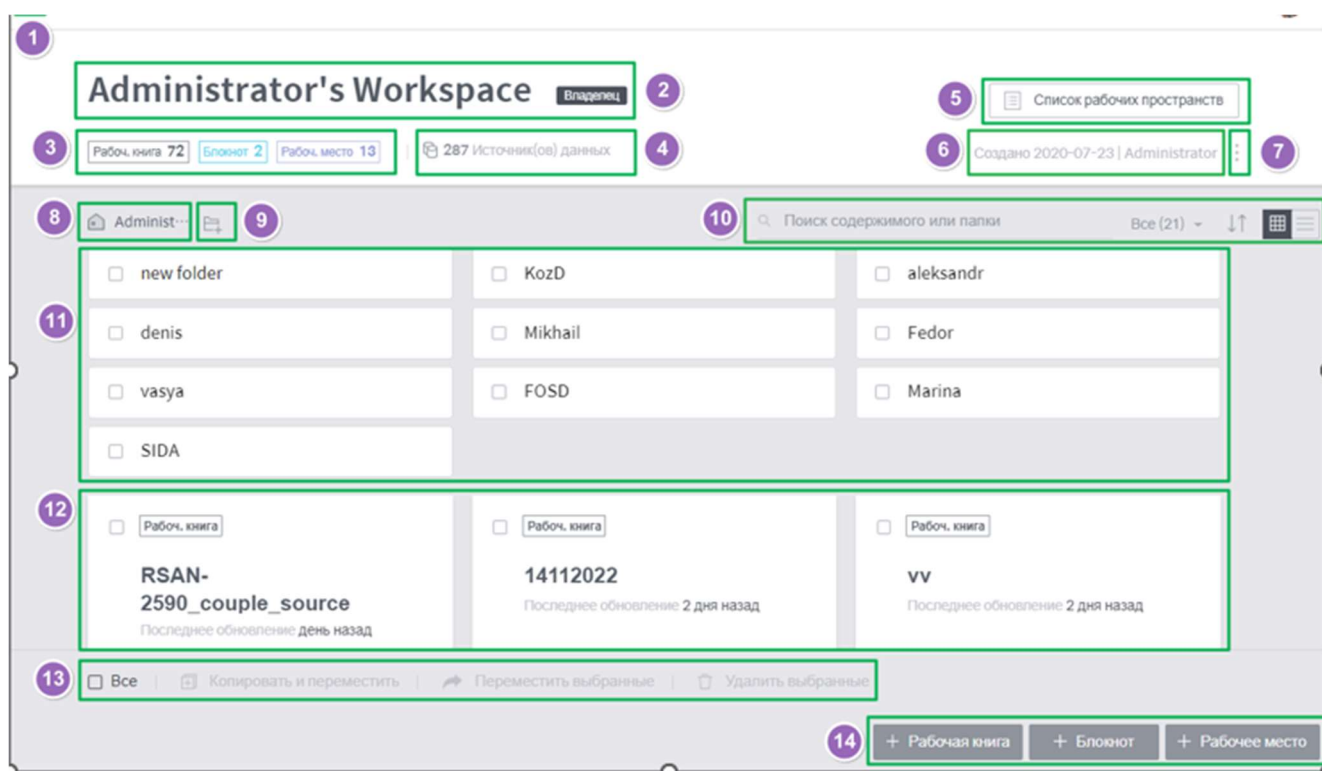 1
Administrator's Workspace Владелец 2
5 Список рабочих пространств
3 Рабоч. книга 72 Блокнот 2 Рабоч. место 13 287 Источник(ов) данных 4
6 Создано 2020-07-23 | Administrator 7
8 Administ··· 9
10 Поиск содержимого или папки Все (21)
new folder KozD aleksandr
11
denis Mikhail Fedor
vasya FOSD Marina
SIDA
12
Рабоч. книга Рабоч. книга Рабоч. книга
RSAN-2590_couple_source 14112022 vv
Последнее обновление день назад Последнее обновление 2 дня назад Последнее обновление 2 дня назад
13 Все Копировать и переместить Переместить выбранные Удалить выбранные
14 + Рабочая книга + Блокнот + Рабочее место